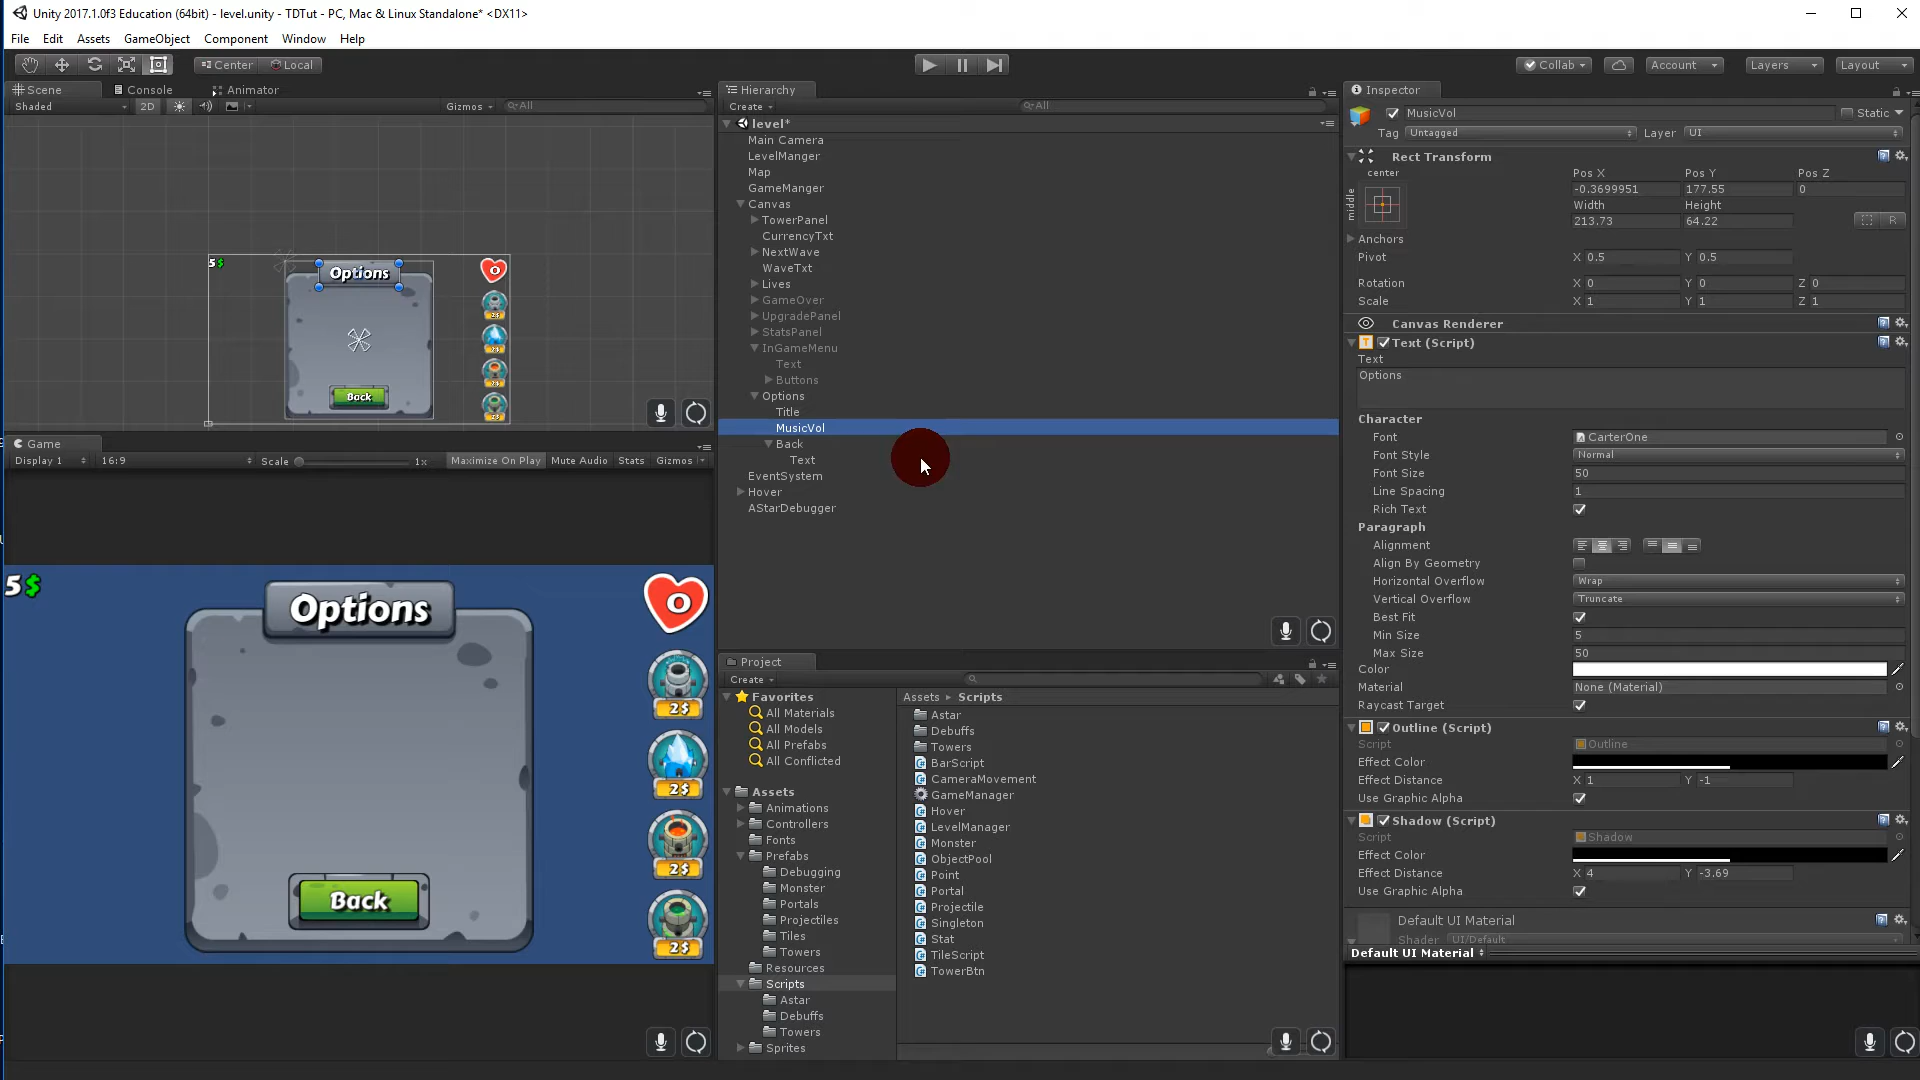 Unity 2017.1.0f3 Education (64bit) - level.unity - TDTut - PC, Mac & Linux Standalone* <DX11>
File Edit Assets GameObject Component Window Help
Center Local
Collab Account Layers Layout
Scene Console Animator
Shaded 2D Gizmos All
5$
Options
0
2$
2$
2$
2$
Back
Game
Display 1 16:9 Scale 1x Maximize On Play Mute Audio Stats Gizmos
5$
Options
0
2$
2$
2$
2$
Back
Hierarchy
Create All
level*
Main Camera
LevelManger
Map
GameManger
Canvas
TowerPanel
CurrencyTxt
NextWave
WaveTxt
Lives
GameOver
UpgradePanel
StatsPanel
InGameMenu
Text
Buttons
Options
Title
MusicVol
Back
Text
EventSystem
Hover
AStarDebugger
Project
Create
Favorites
All Materials
All Models
All Prefabs
All Conflicted
Assets
Animations
Controllers
Fonts
Prefabs
Debugging
Monster
Portals
Projectiles
Tiles
Towers
Resources
Scripts
Astar
Debuffs
Towers
Sprites
Assets Scripts
Astar
Debuffs
Towers
BarScript
CameraMovement
GameManager
Hover
LevelManager
Monster
ObjectPool
Point
Portal
Projectile
Singleton
Stat
TileScript
TowerBtn
Inspector
MusicVol Static
Tag Untagged Layer UI
Rect Transform
center
middle
Pos X Pos Y Pos Z
-0.3699951 177.55 0
Width Height
213.73 64.22
R
Anchors
Pivot X 0.5 Y 0.5
Rotation X 0 Y 0 Z 0
Scale X 1 Y 1 Z 1
Canvas Renderer
Text (Script)
Text
Options
Character
Font CarterOne
Font Style Normal
Font Size 50
Line Spacing 1
Rich Text
Paragraph
Alignment
Align By Geometry
Horizontal Overflow Wrap
Vertical Overflow Truncate
Best Fit
Min Size 5
Max Size 50
Color
Material None (Material)
Raycast Target
Outline (Script)
Script Outline
Effect Color
Effect Distance X 1 Y -1
Use Graphic Alpha
Shadow (Script)
Script Shadow
Effect Color
Effect Distance X 4 Y -3.69
Use Graphic Alpha
Default UI Material
Shader UI/Default
Default UI Material